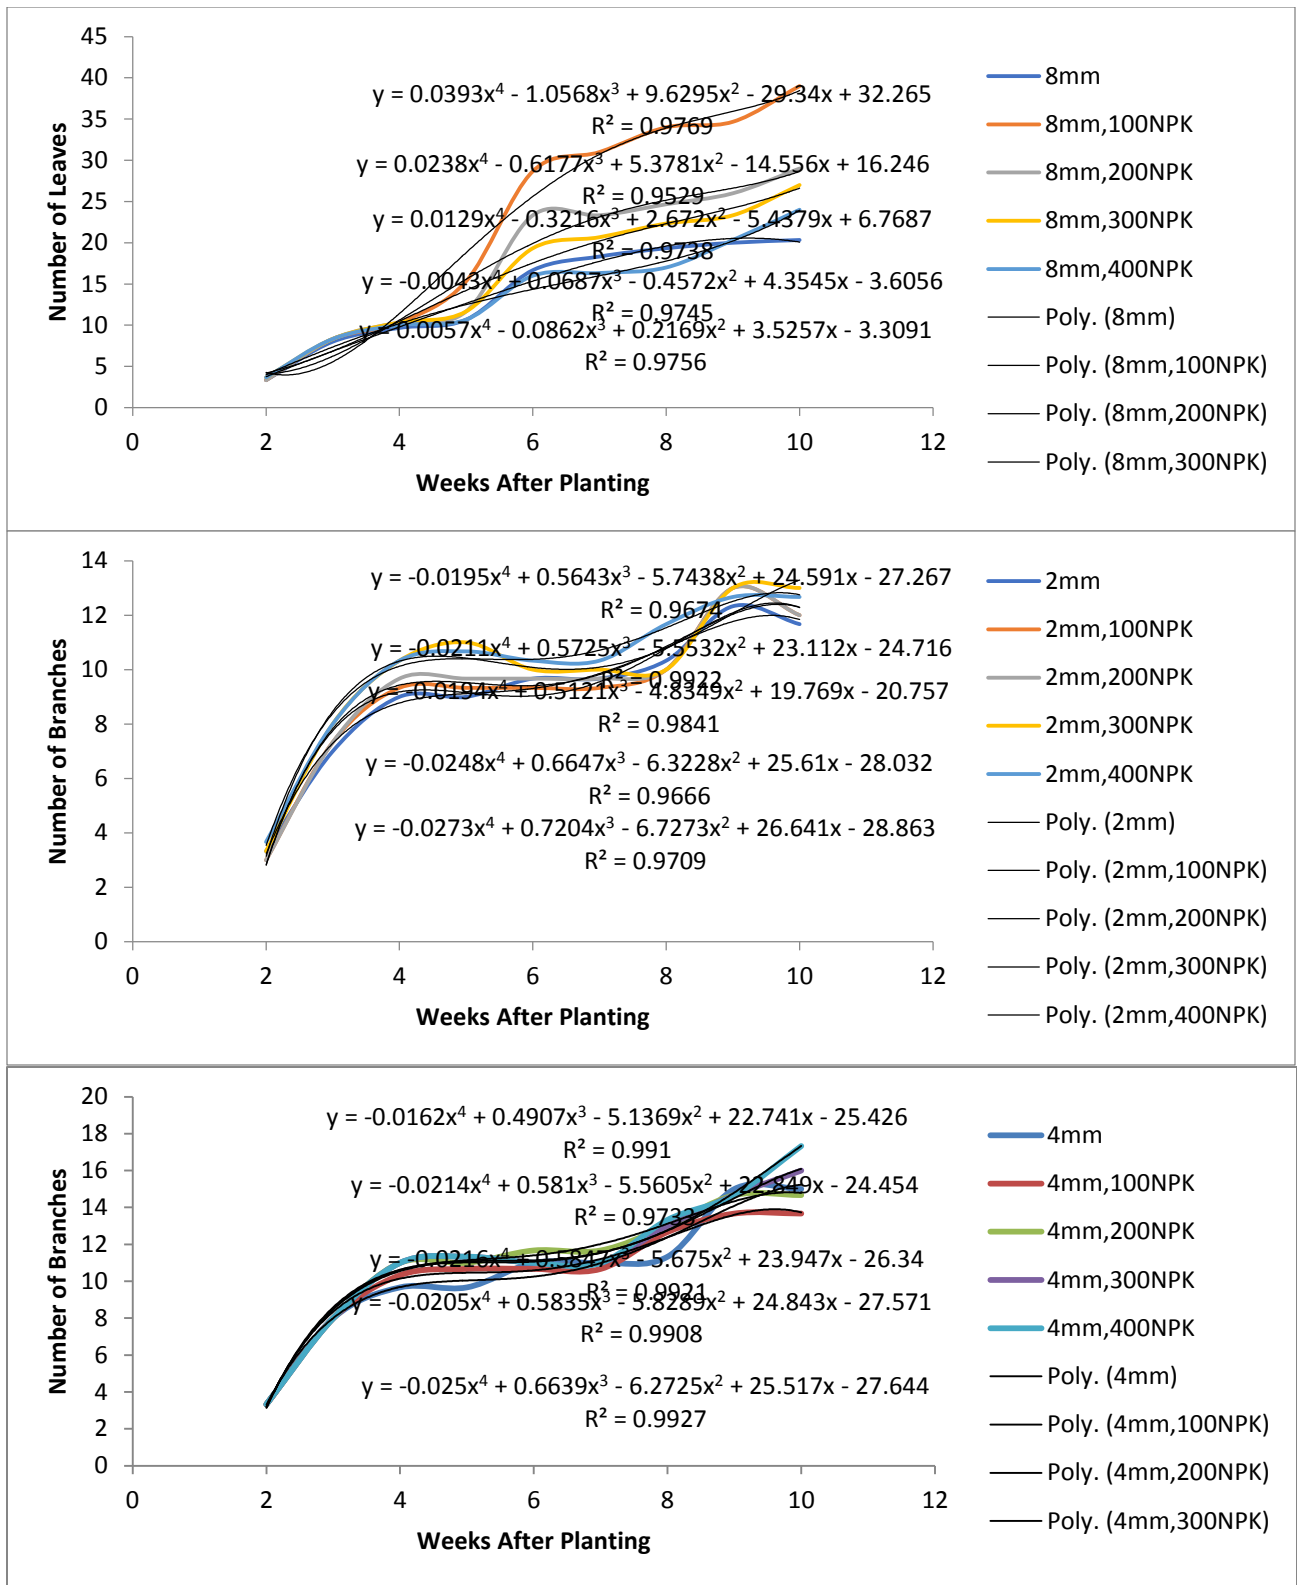 45
40
35
30
25
20
15
10
5
0
Number of Leaves
y = 0.0393x⁴ - 1.0568x³ + 9.6295x² - 29.34x + 32.265
R² = 0.9769
y = 0.0238x⁴ - 0.6177x³ + 5.3781x² - 14.556x + 16.246
R² = 0.9529
y = 0.0129x⁴ - 0.3216x³ + 2.672x² - 5.4379x + 6.7687
R² = 0.9738
y = -0.0043x⁴ + 0.0687x³ - 0.4572x² + 4.3545x - 3.6056
R² = 0.9745
y = 0.0057x⁴ - 0.0862x³ + 0.2169x² + 3.5257x - 3.3091
R² = 0.9756
0 2 4 6 8 10 12
Weeks After Planting
8mm
8mm,100NPK
8mm,200NPK
8mm,300NPK
8mm,400NPK
Poly. (8mm)
Poly. (8mm,100NPK)
Poly. (8mm,200NPK)
Poly. (8mm,300NPK)
14
12
10
8
6
4
2
0
Number of Branches
y = -0.0195x⁴ + 0.5643x³ - 5.7438x² + 24.591x - 27.267
R² = 0.9674
y = -0.0211x⁴ + 0.5725x³ - 5.5532x² + 23.112x - 24.716
R² = 0.9922
y = -0.0194x⁴ + 0.5121x³ - 4.8349x² + 19.769x - 20.757
R² = 0.9841
y = -0.0248x⁴ + 0.6647x³ - 6.3228x² + 25.61x - 28.032
R² = 0.9666
y = -0.0273x⁴ + 0.7204x³ - 6.7273x² + 26.641x - 28.863
R² = 0.9709
0 2 4 6 8 10 12
Weeks After Planting
2mm
2mm,100NPK
2mm,200NPK
2mm,300NPK
2mm,400NPK
Poly. (2mm)
Poly. (2mm,100NPK)
Poly. (2mm,200NPK)
Poly. (2mm,300NPK)
Poly. (2mm,400NPK)
20
18
16
14
12
10
8
6
4
2
0
Number of Branches
y = -0.0162x⁴ + 0.4907x³ - 5.1369x² + 22.741x - 25.426
R² = 0.991
y = -0.0214x⁴ + 0.581x³ - 5.5605x² + 22.849x - 24.454
R² = 0.9733
y = -0.0216x⁴ + 0.5847x³ - 5.675x² + 23.947x - 26.34
R² = 0.9921
y = -0.0205x⁴ + 0.5835x³ - 5.8289x² + 24.843x - 27.571
R² = 0.9908
y = -0.025x⁴ + 0.6639x³ - 6.2725x² + 25.517x - 27.644
R² = 0.9927
0 2 4 6 8 10 12
Weeks After Planting
4mm
4mm,100NPK
4mm,200NPK
4mm,300NPK
4mm,400NPK
Poly. (4mm)
Poly. (4mm,100NPK)
Poly. (4mm,200NPK)
Poly. (4mm,300NPK)